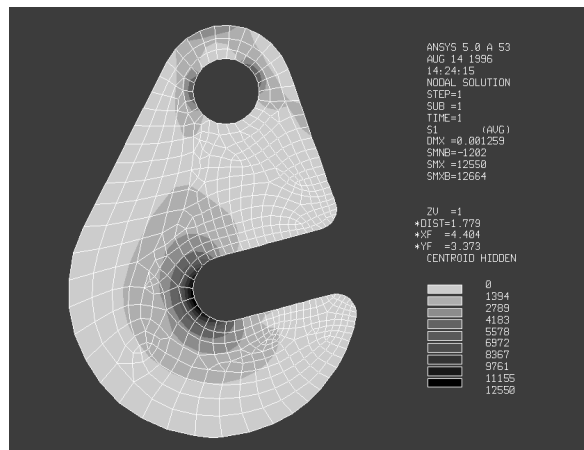 ANSYS 5.0 A 53
AUG 14 1996
14:24:15
NODAL SOLUTION
STEP=1
SUB =1
TIME=1
S1 (AVG)
DMX =0.001259
SMNB=-1202
SMX =12550
SMXB=12664
ZV =1
*DIST=1.779
*XF =4.404
*YF =3.373
CENTROID HIDDEN
0
1394
2789
4183
5578
6972
8367
9761
11155
12550